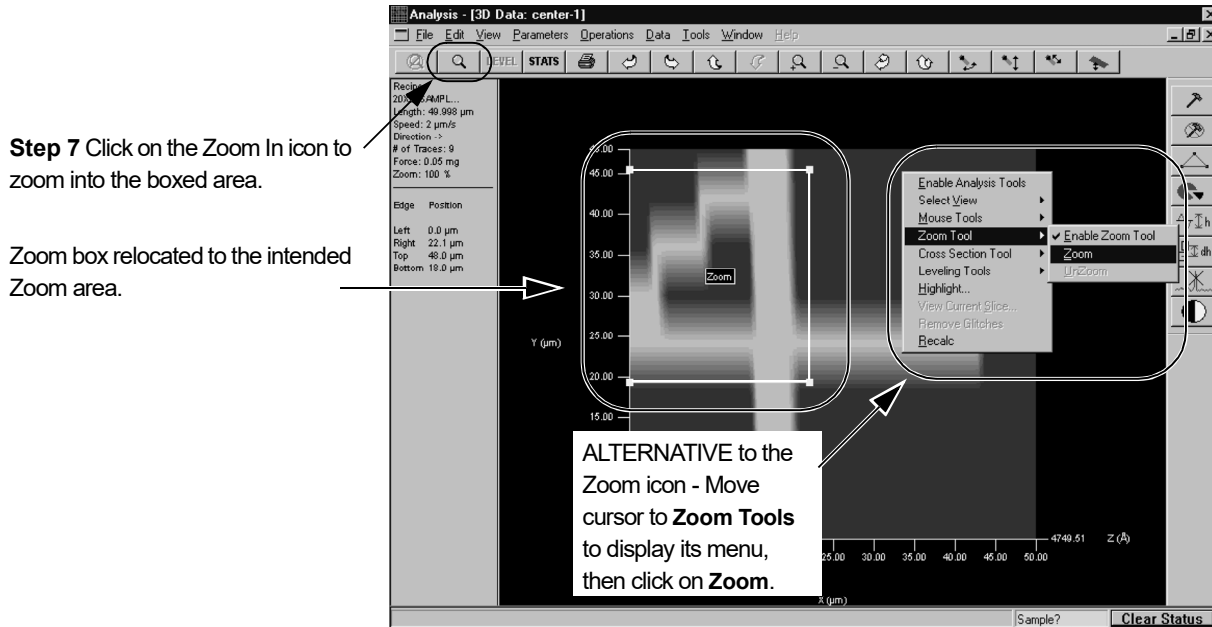 Analysis - [3D Data: center-1]
File Edit View Parameters Operations Data Tools Window Help
LEVEL STATS
20X
Length: 49.998 µm
Speed: 2 µm/s
Direction ->
# of Traces: 9
Force: 0.05 mg
Zoom: 100 %
Edge Position
Left 0.0 µm
Right 22.1 µm
Top 48.0 µm
Bottom 18.0 µm
Step 7 Click on the Zoom In icon to
zoom into the boxed area.
Zoom box relocated to the intended
Zoom area.
45.00
40.00
35.00
30.00
25.00
20.00
15.00
Y (µm)
Zoom
Enable Analysis Tools
Select View
Mouse Tools
Zoom Tool
Cross Section Tool
Leveling Tools
Highlight...
View Current Slice...
Remove Glitches
Recalc
Enable Zoom Tool
Zoom
UnZoom
h
dh
ALTERNATIVE to the
Zoom icon - Move
cursor to Zoom Tools
to display its menu,
then click on Zoom.
25.00 30.00 35.00 40.00 45.00 50.00
4749.51 Z (Å)
X (µm)
Sample? Clear Status